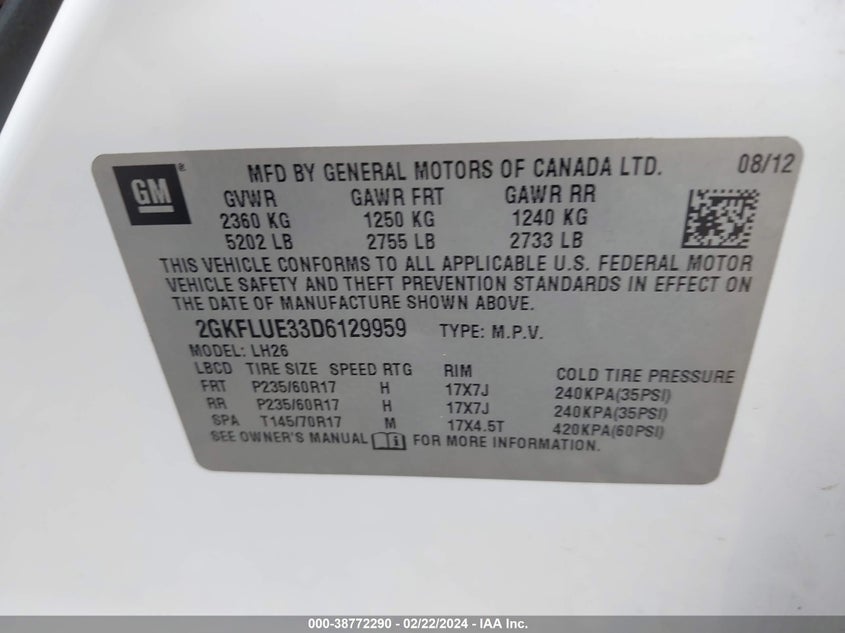 GM® MFD BY GENERAL MOTORS OF CANADA LTD. 08/12
GVWR GAWR FRT GAWR RR
2360 KG 1250 KG 1240 KG
5202 LB 2755 LB 2733 LB
THIS VEHICLE CONFORMS TO ALL APPLICABLE U.S. FEDERAL MOTOR
VEHICLE SAFETY AND THEFT PREVENTION STANDARDS IN EFFECT ON
THE DATE OF MANUFACTURE SHOWN ABOVE.
2GKFLUE33D6129959 TYPE: M.P.V.
MODEL: LH26
LBCD TIRE SIZE SPEED RTG RIM COLD TIRE PRESSURE
FRT P235/60R17 H 17X7J 240KPA(35PSI)
RR P235/60R17 H 17X7J 240KPA(35PSI)
SPA T145/70R17 M 17X4.5T 420KPA(60PSI)
SEE OWNER'S MANUAL FOR MORE INFORMATION.
000-38772290 - 02/22/2024 - IAA Inc.